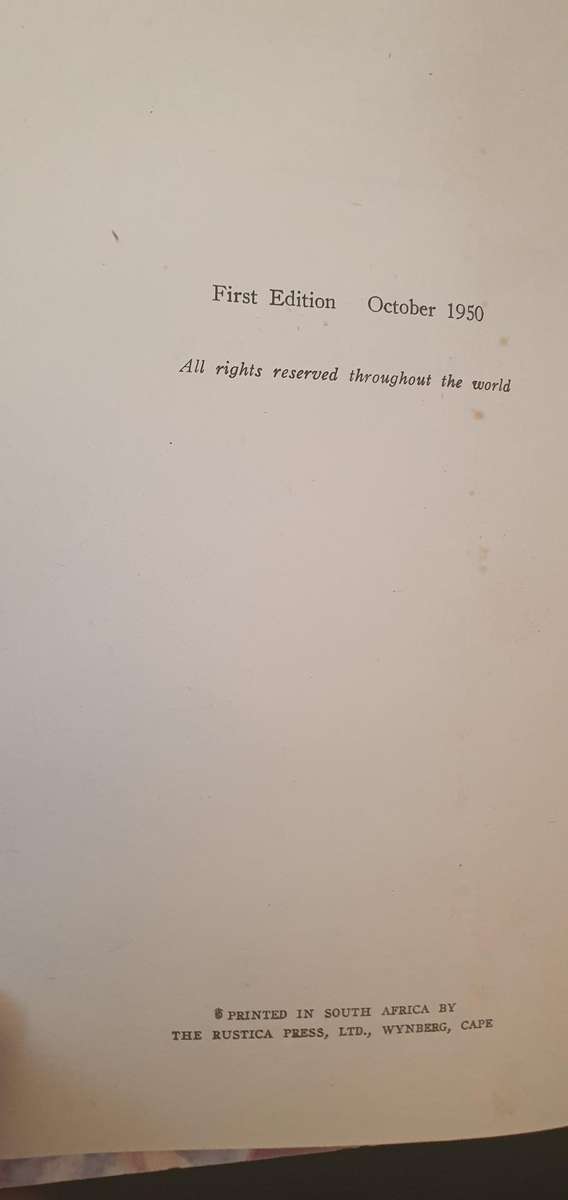 First Edition October 1950
All rights reserved throughout the world
PRINTED IN SOUTH AFRICA BY
THE RUSTICA PRESS, LTD., WYNBERG, CAPE